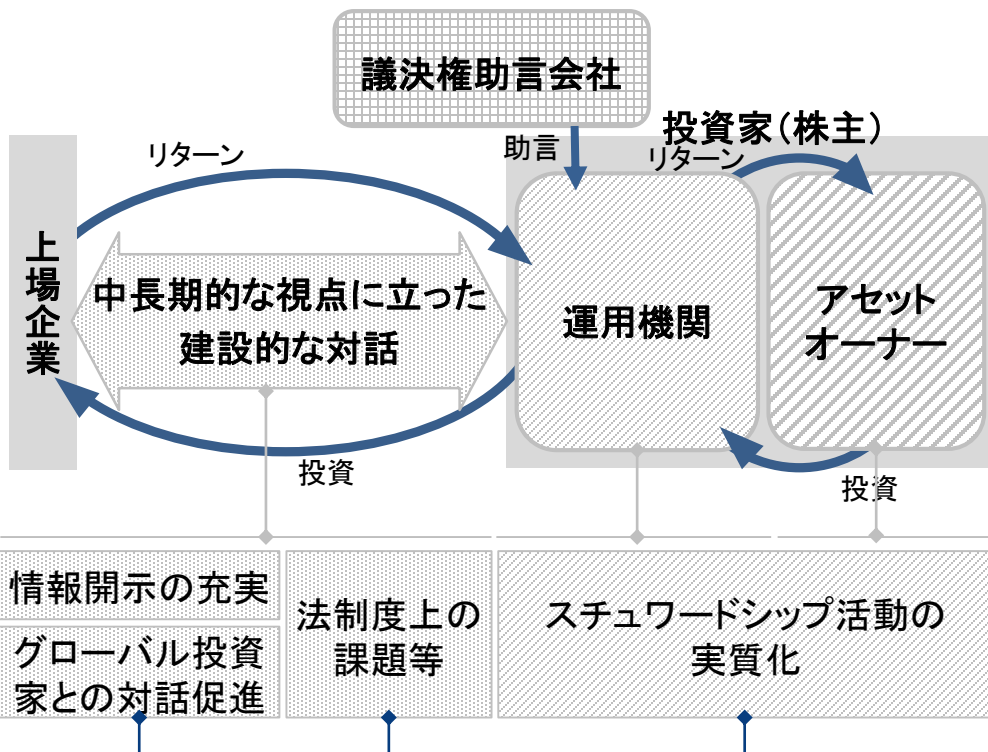 議決権助言会社
投資家(株主)
助言
リターン
リターン
上場企業
中長期的な視点に立った
建設的な対話
運用機関
アセット
オーナー
投資
投資
情報開示の充実
グローバル投資
家との対話促進
法制度上の
課題等
スチュワードシップ活動の
実質化